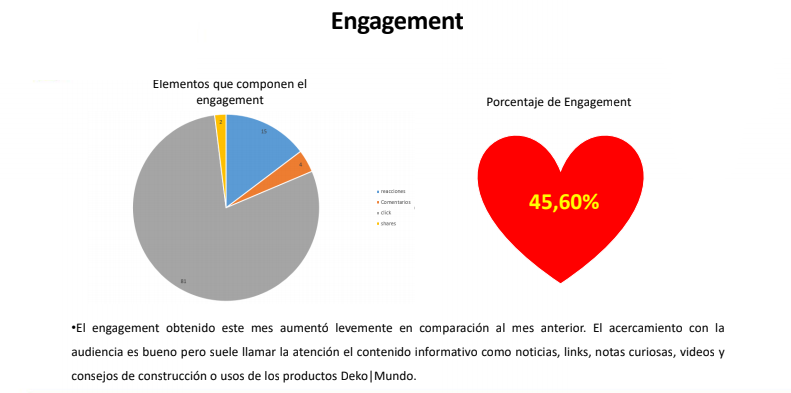 Engagement
Elementos que componen el
engagement
2
15
4
81
reacciones
Comentarios
click
shares
Porcentaje de Engagement
45,60%
•El engagement obtenido este mes aumentó levemente en comparación al mes anterior. El acercamiento con la
audiencia es bueno pero suele llamar la atención el contenido informativo como noticias, links, notas curiosas, videos y
consejos de construcción o usos de los productos Deko|Mundo.